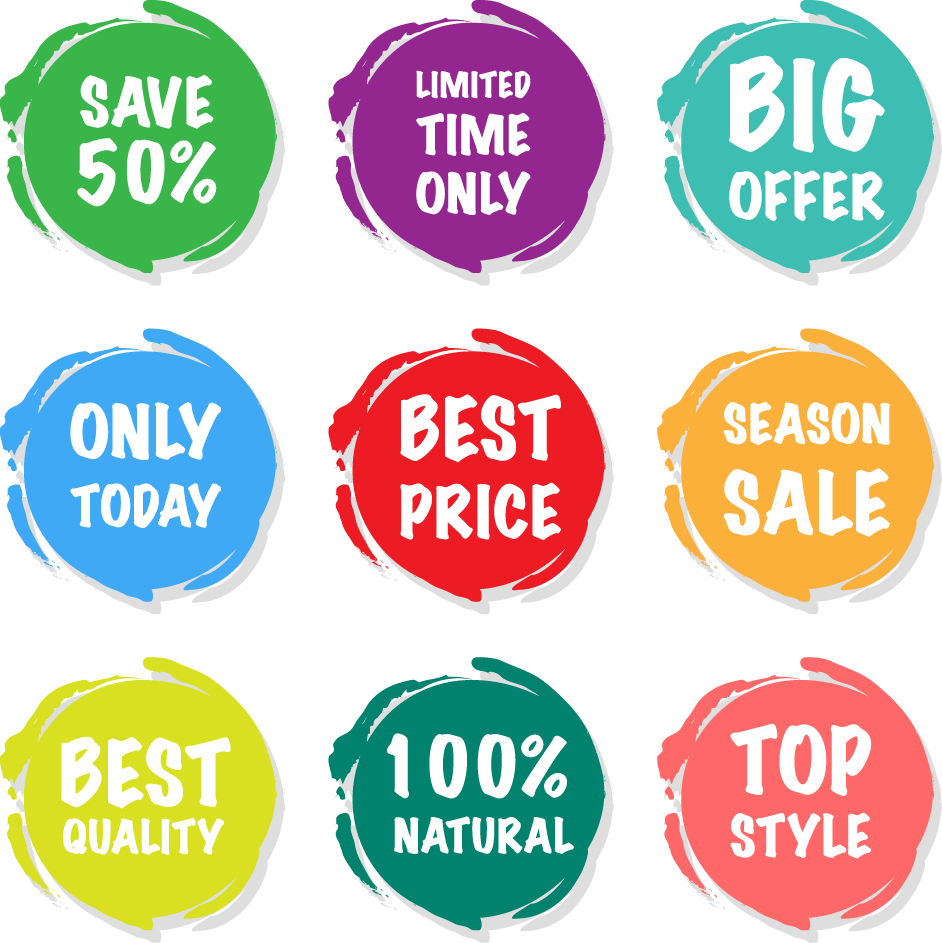 SAVE
50%
LIMITED
TIME
ONLY
BIG
OFFER
ONLY
TODAY
BEST
PRICE
SEASON
SALE
BEST
QUALITY
100%
NATURAL
TOP
STYLE